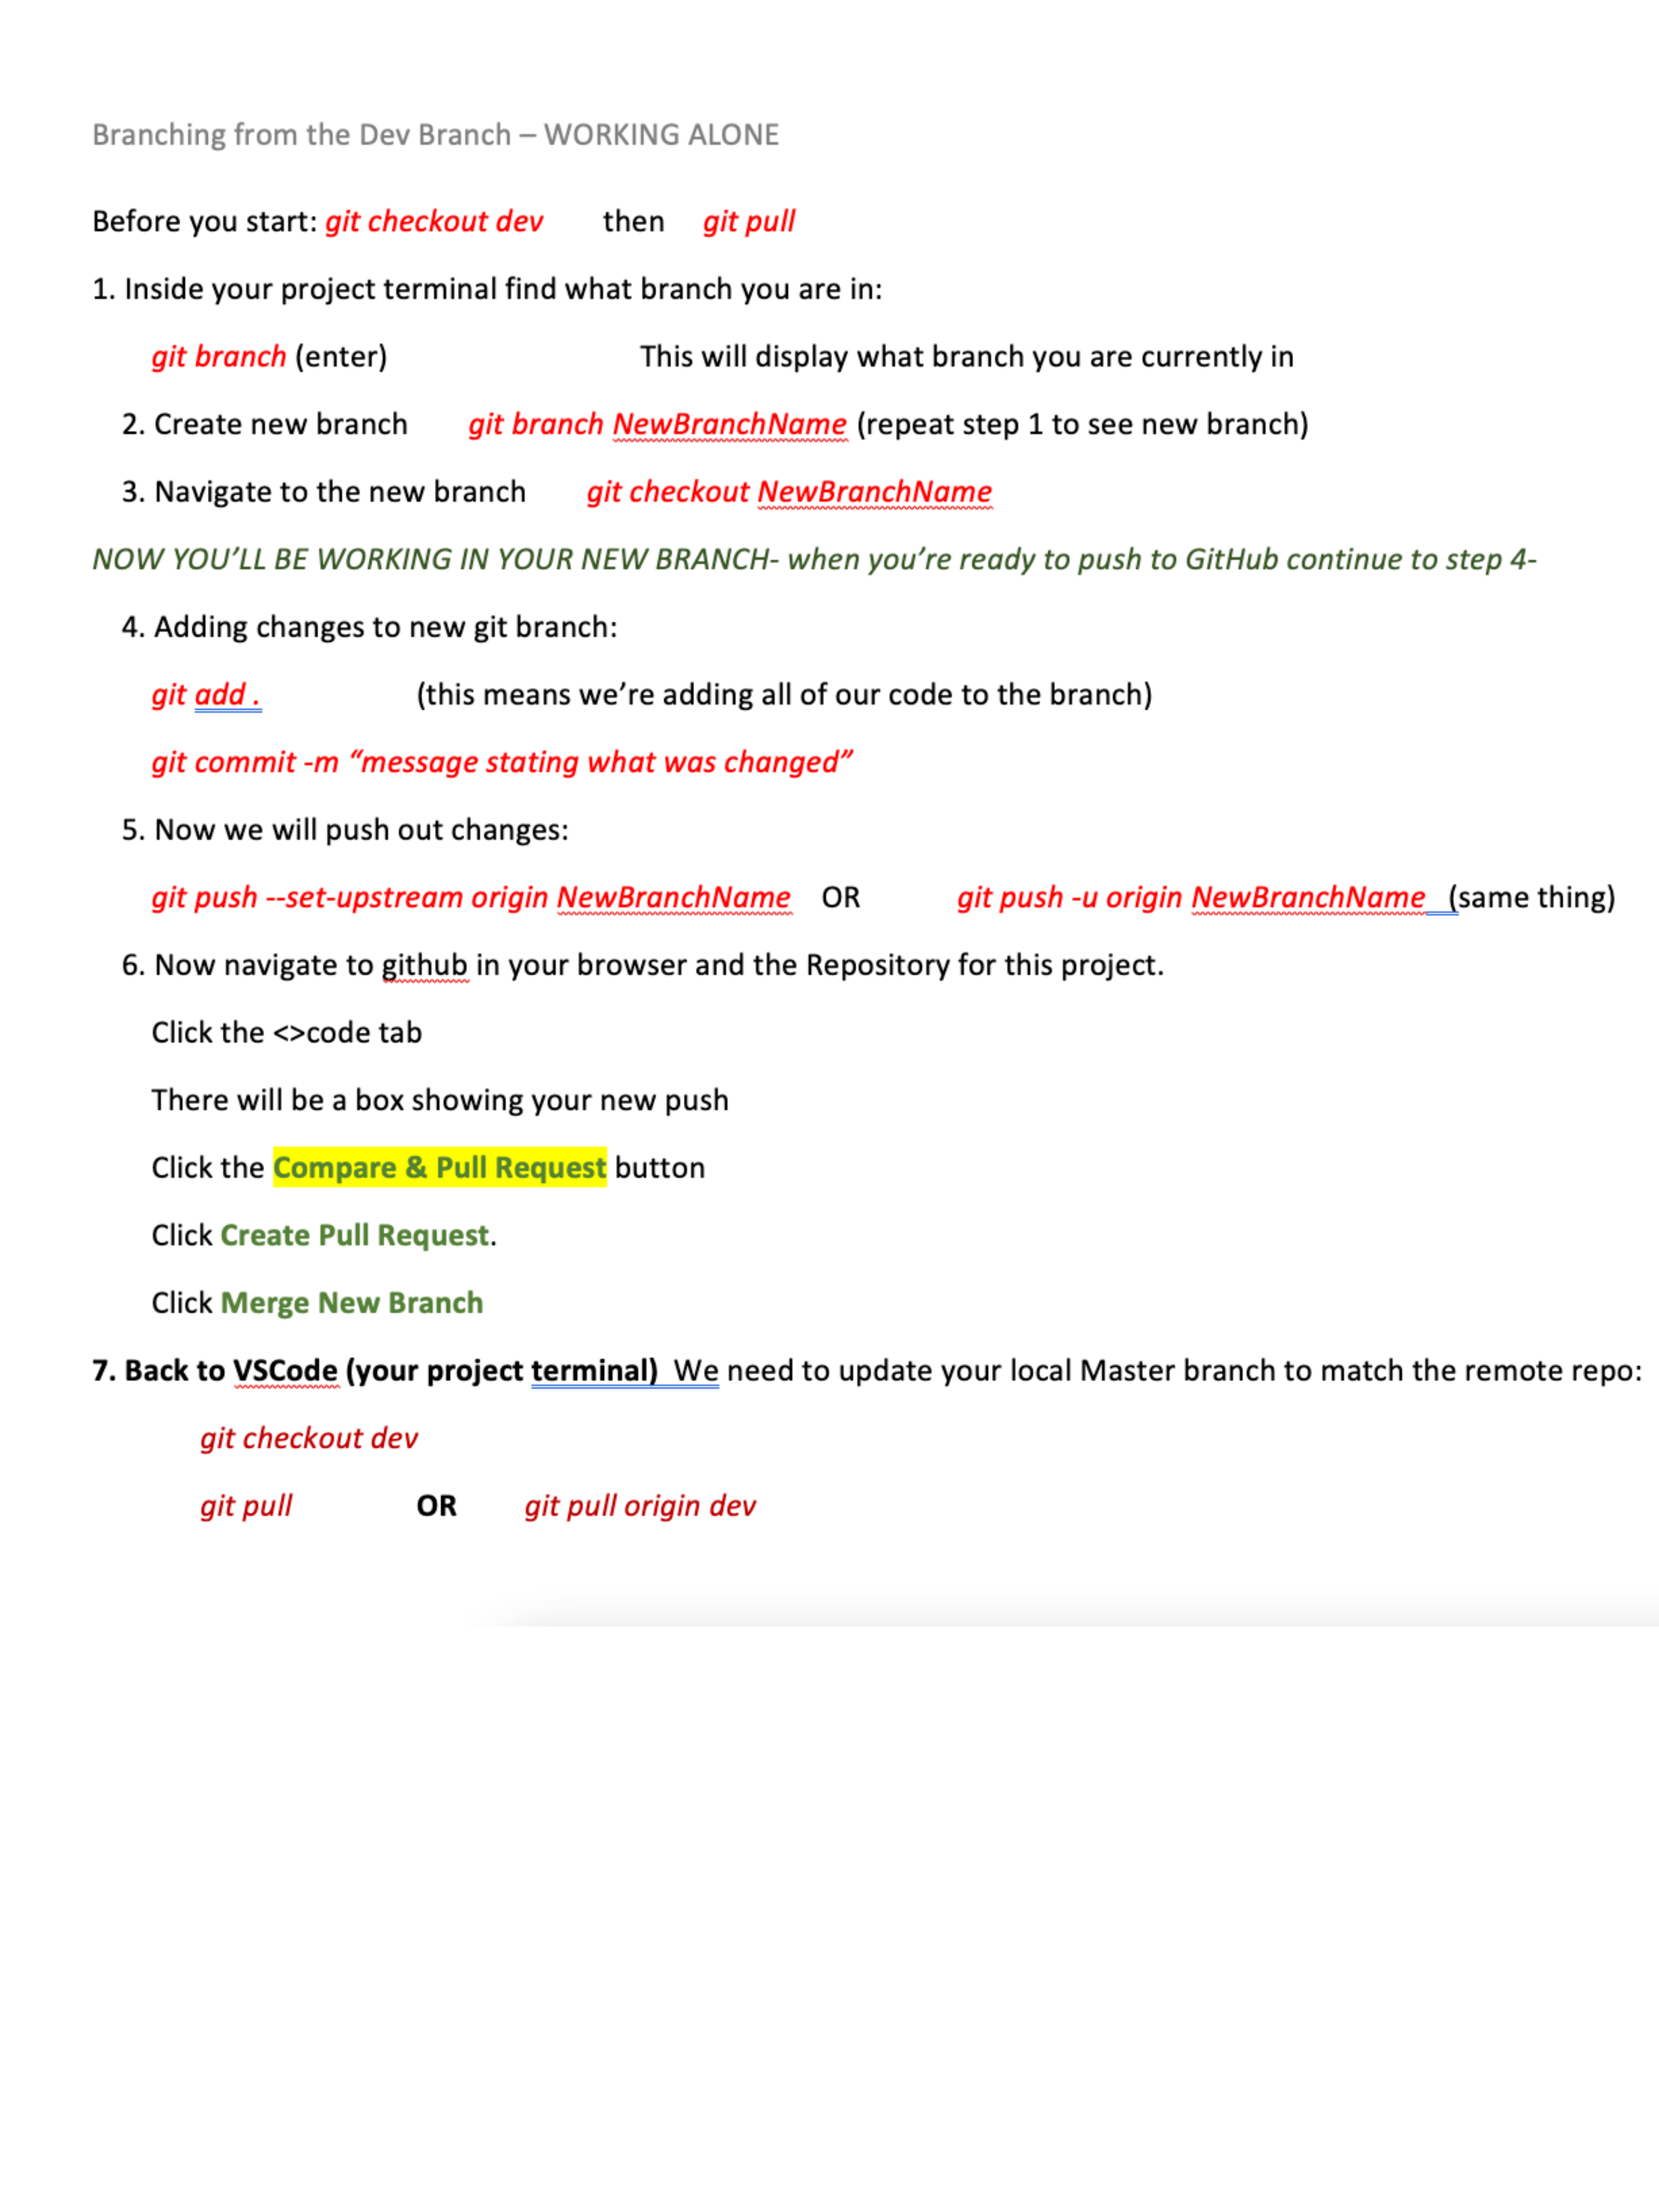 Branching from the Dev Branch – WORKING ALONE
Before you start: git checkout dev then git pull
1. Inside your project terminal find what branch you are in:
git branch (enter) This will display what branch you are currently in
2. Create new branch git branch NewBranchName (repeat step 1 to see new branch)
3. Navigate to the new branch git checkout NewBranchName
NOW YOU’LL BE WORKING IN YOUR NEW BRANCH- when you’re ready to push to GitHub continue to step 4-
4. Adding changes to new git branch:
git add . (this means we’re adding all of our code to the branch)
git commit -m “message stating what was changed”
5. Now we will push out changes:
git push --set-upstream origin NewBranchName OR git push -u origin NewBranchName (same thing)
6. Now navigate to github in your browser and the Repository for this project.
Click the <>code tab
There will be a box showing your new push
Click the Compare & Pull Request button
Click Create Pull Request.
Click Merge New Branch
7. Back to VSCode (your project terminal) We need to update your local Master branch to match the remote repo:
git checkout dev
git pull OR git pull origin dev